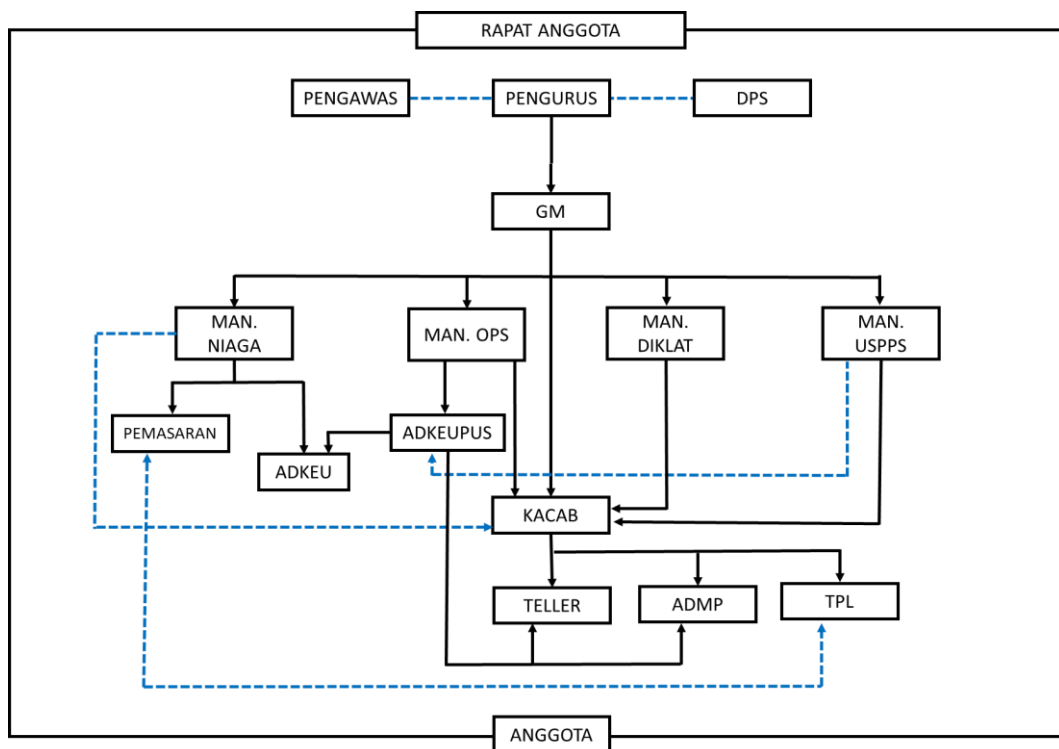 RAPAT ANGGOTA
PENGAWAS
PENGURUS
DPS
GM
MAN.
NIAGA
MAN. OPS
MAN.
DIKLAT
MAN.
USPPS
PEMASARAN
ADKEUPUS
ADKEU
KACAB
TELLER
ADMP
TPL
ANGGOTA